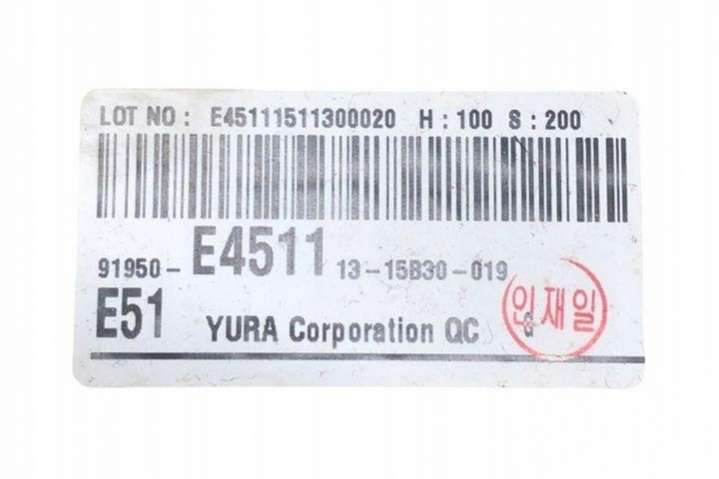 LOT NO : E45111511300020 H : 100 S : 200
91950- E4511 13-15B30-019
E51 YURA Corporation QC
인재일